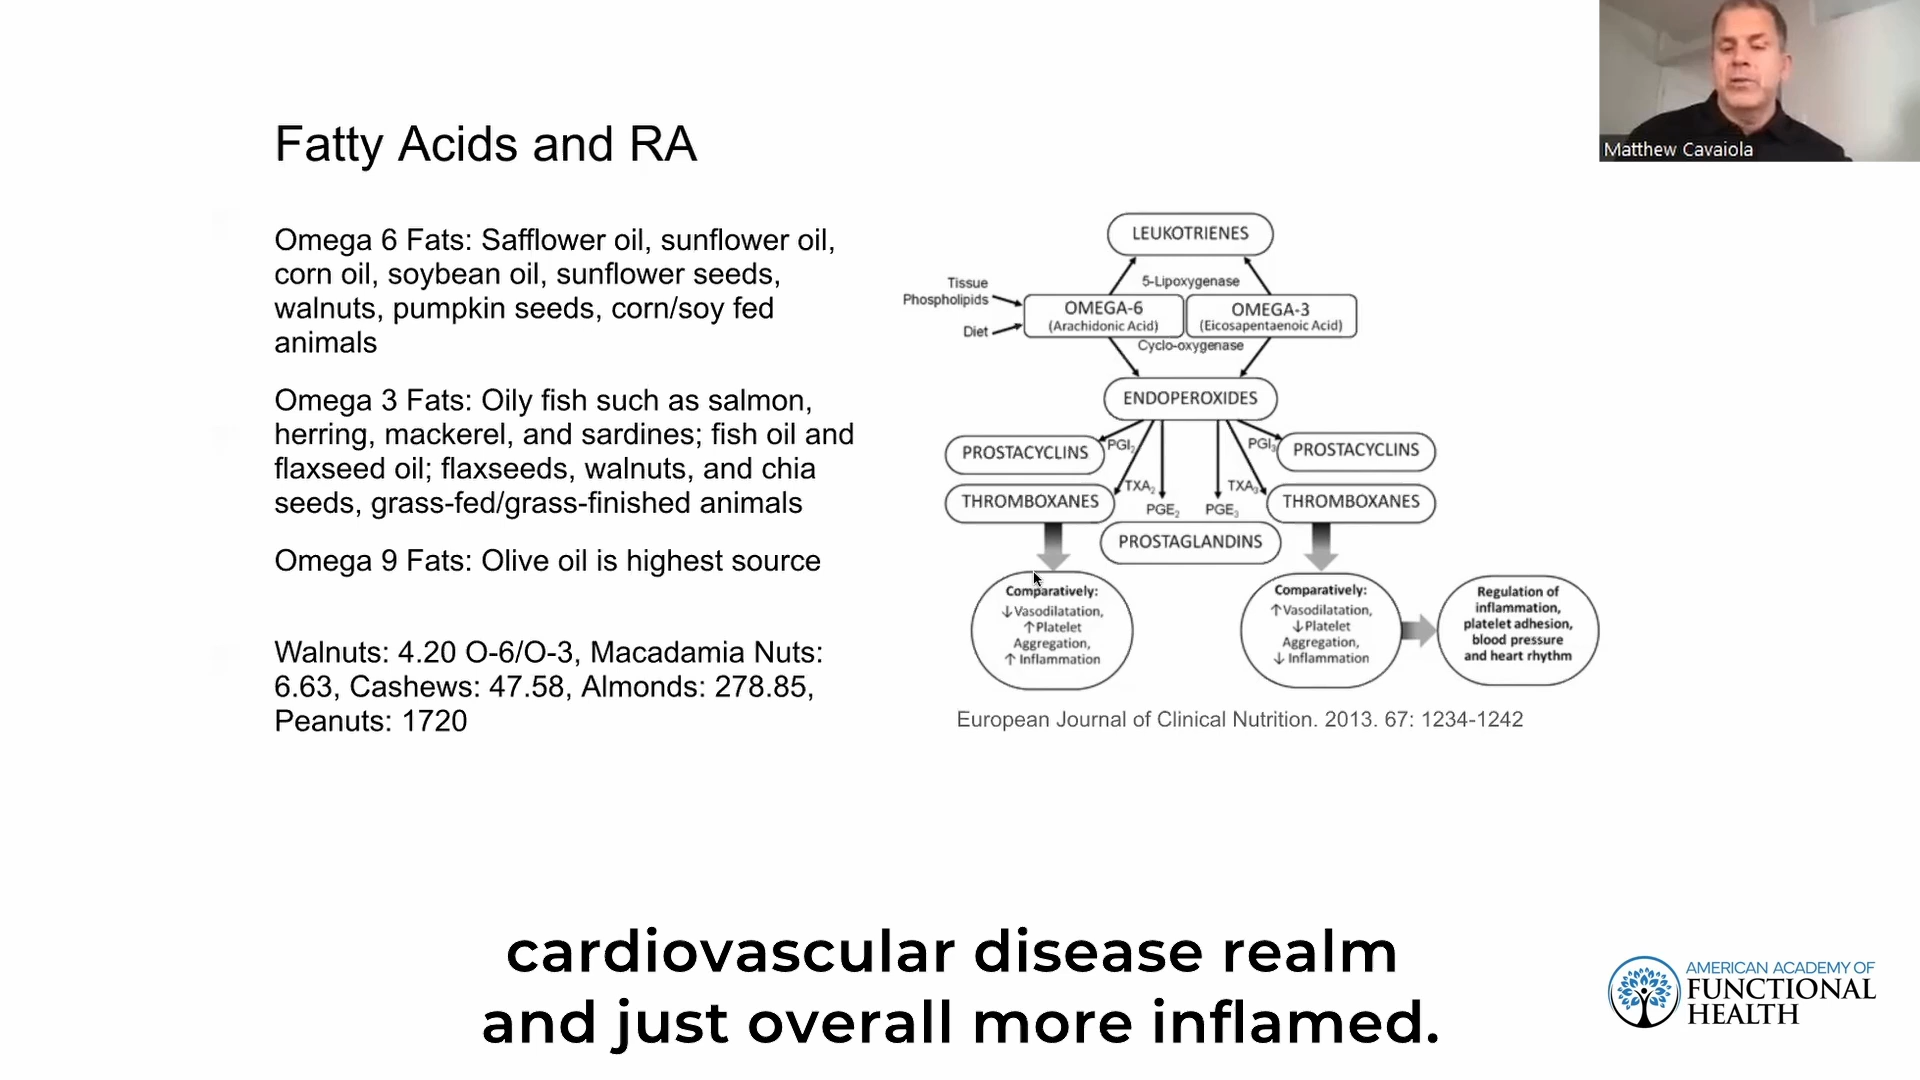 Matthew Cavaiola
Fatty Acids and RA
Omega 6 Fats: Safflower oil, sunflower oil,
corn oil, soybean oil, sunflower seeds,
walnuts, pumpkin seeds, corn/soy fed
animals
Omega 3 Fats: Oily fish such as salmon,
herring, mackerel, and sardines; fish oil and
flaxseed oil; flaxseeds, walnuts, and chia
seeds, grass-fed/grass-finished animals
Omega 9 Fats: Olive oil is highest source
Walnuts: 4.20 O-6/O-3, Macadamia Nuts:
6.63, Cashews: 47.58, Almonds: 278.85,
Peanuts: 1720
LEUKOTRIENES
5-Lipoxygenase
Tissue
Phospholipids
Diet
OMEGA-6
(Arachidonic Acid)
OMEGA-3
(Eicosapentaenoic Acid)
Cyclo-oxygenase
ENDOPEROXIDES
PROSTACYCLINS
PGI₂
PGI₃
PROSTACYCLINS
THROMBOXANES
TXA₂
TXA₃
THROMBOXANES
PGE₂
PGE₃
PROSTAGLANDINS
Comparatively:
↓Vasodilatation,
↑Platelet
Aggregation,
↑ Inflammation
Comparatively:
↑Vasodilatation,
↓Platelet
Aggregation,
↓ Inflammation
Regulation of
inflammation,
platelet adhesion,
blood pressure
and heart rhythm
European Journal of Clinical Nutrition. 2013. 67: 1234-1242
cardiovascular disease realm
and just overall more inflamed.
AMERICAN ACADEMY OF
FUNCTIONAL
HEALTH